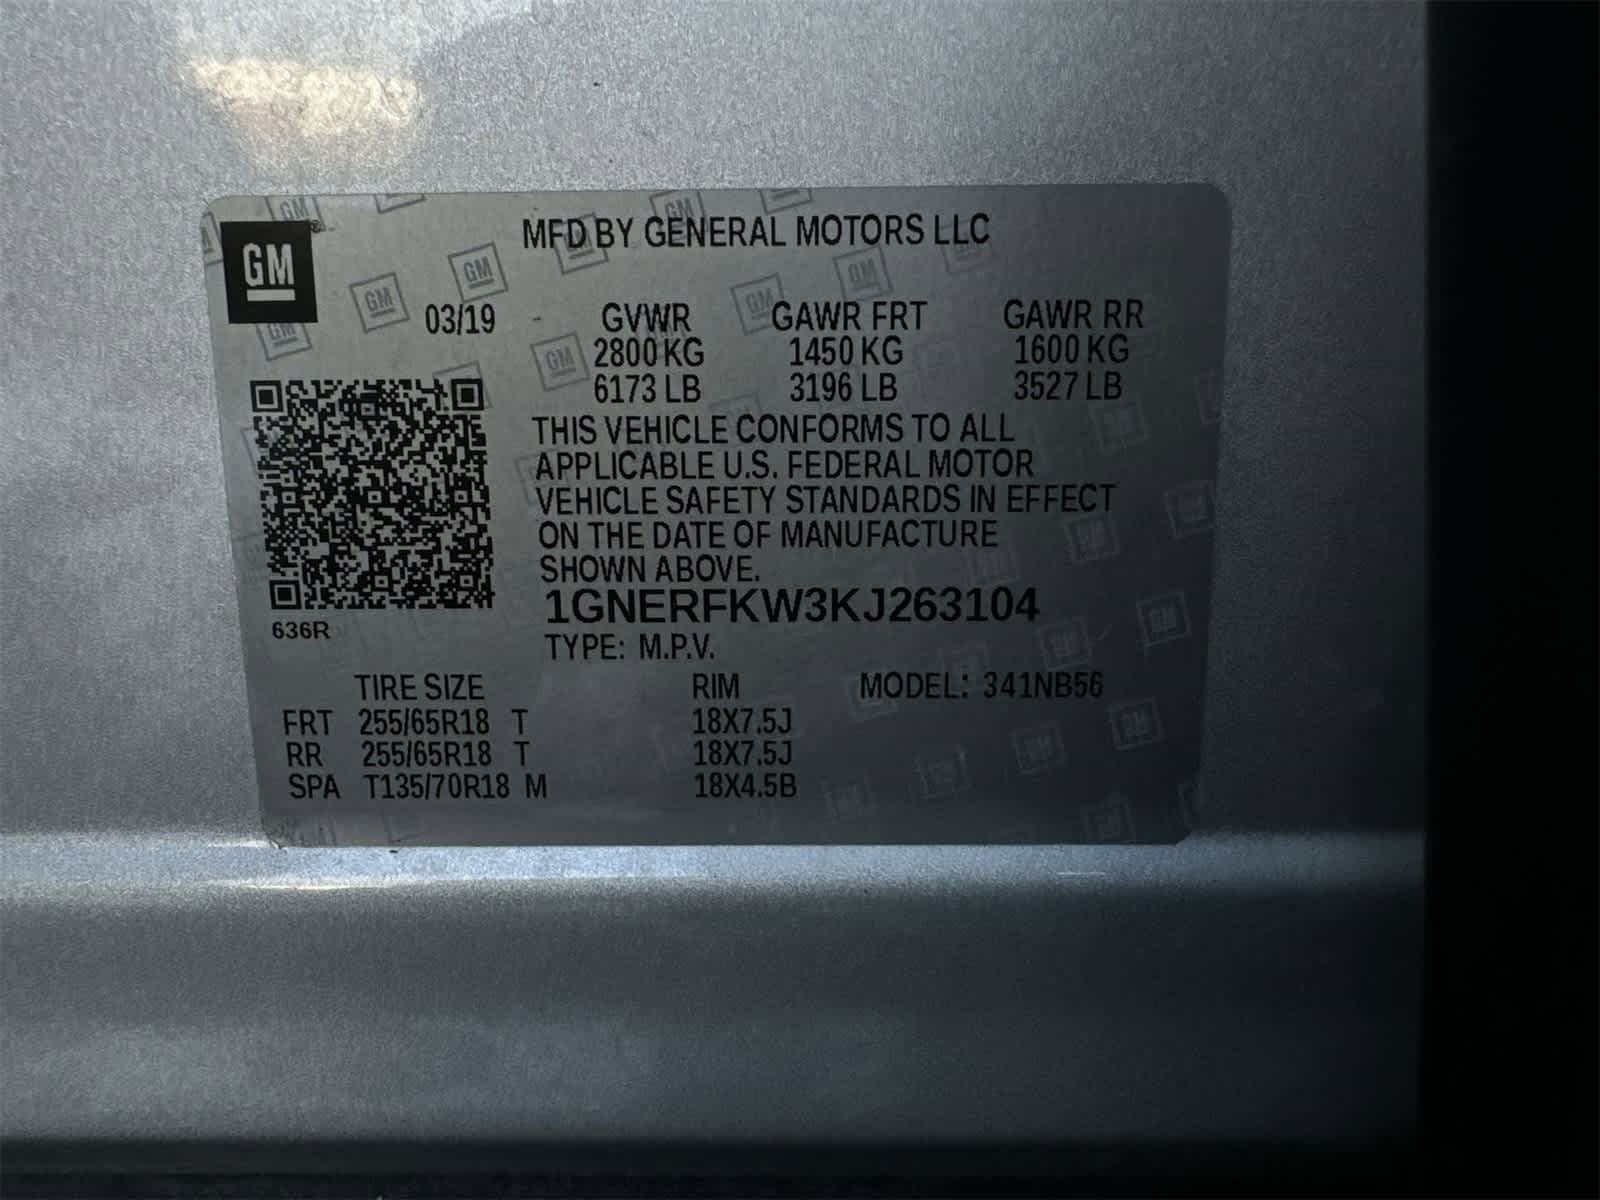 GM
MFD BY GENERAL MOTORS LLC
03/19 GVWR GAWR FRT GAWR RR
2800 KG 1450 KG 1600 KG
6173 LB 3196 LB 3527 LB
THIS VEHICLE CONFORMS TO ALL
APPLICABLE U.S. FEDERAL MOTOR
VEHICLE SAFETY STANDARDS IN EFFECT
ON THE DATE OF MANUFACTURE
SHOWN ABOVE.
1GNERFKW3KJ263104
636R
TYPE: M.P.V.
TIRE SIZE RIM MODEL: 341NB56
FRT 255/65R18 T 18X7.5J
RR 255/65R18 T 18X7.5J
SPA T135/70R18 M 18X4.5B